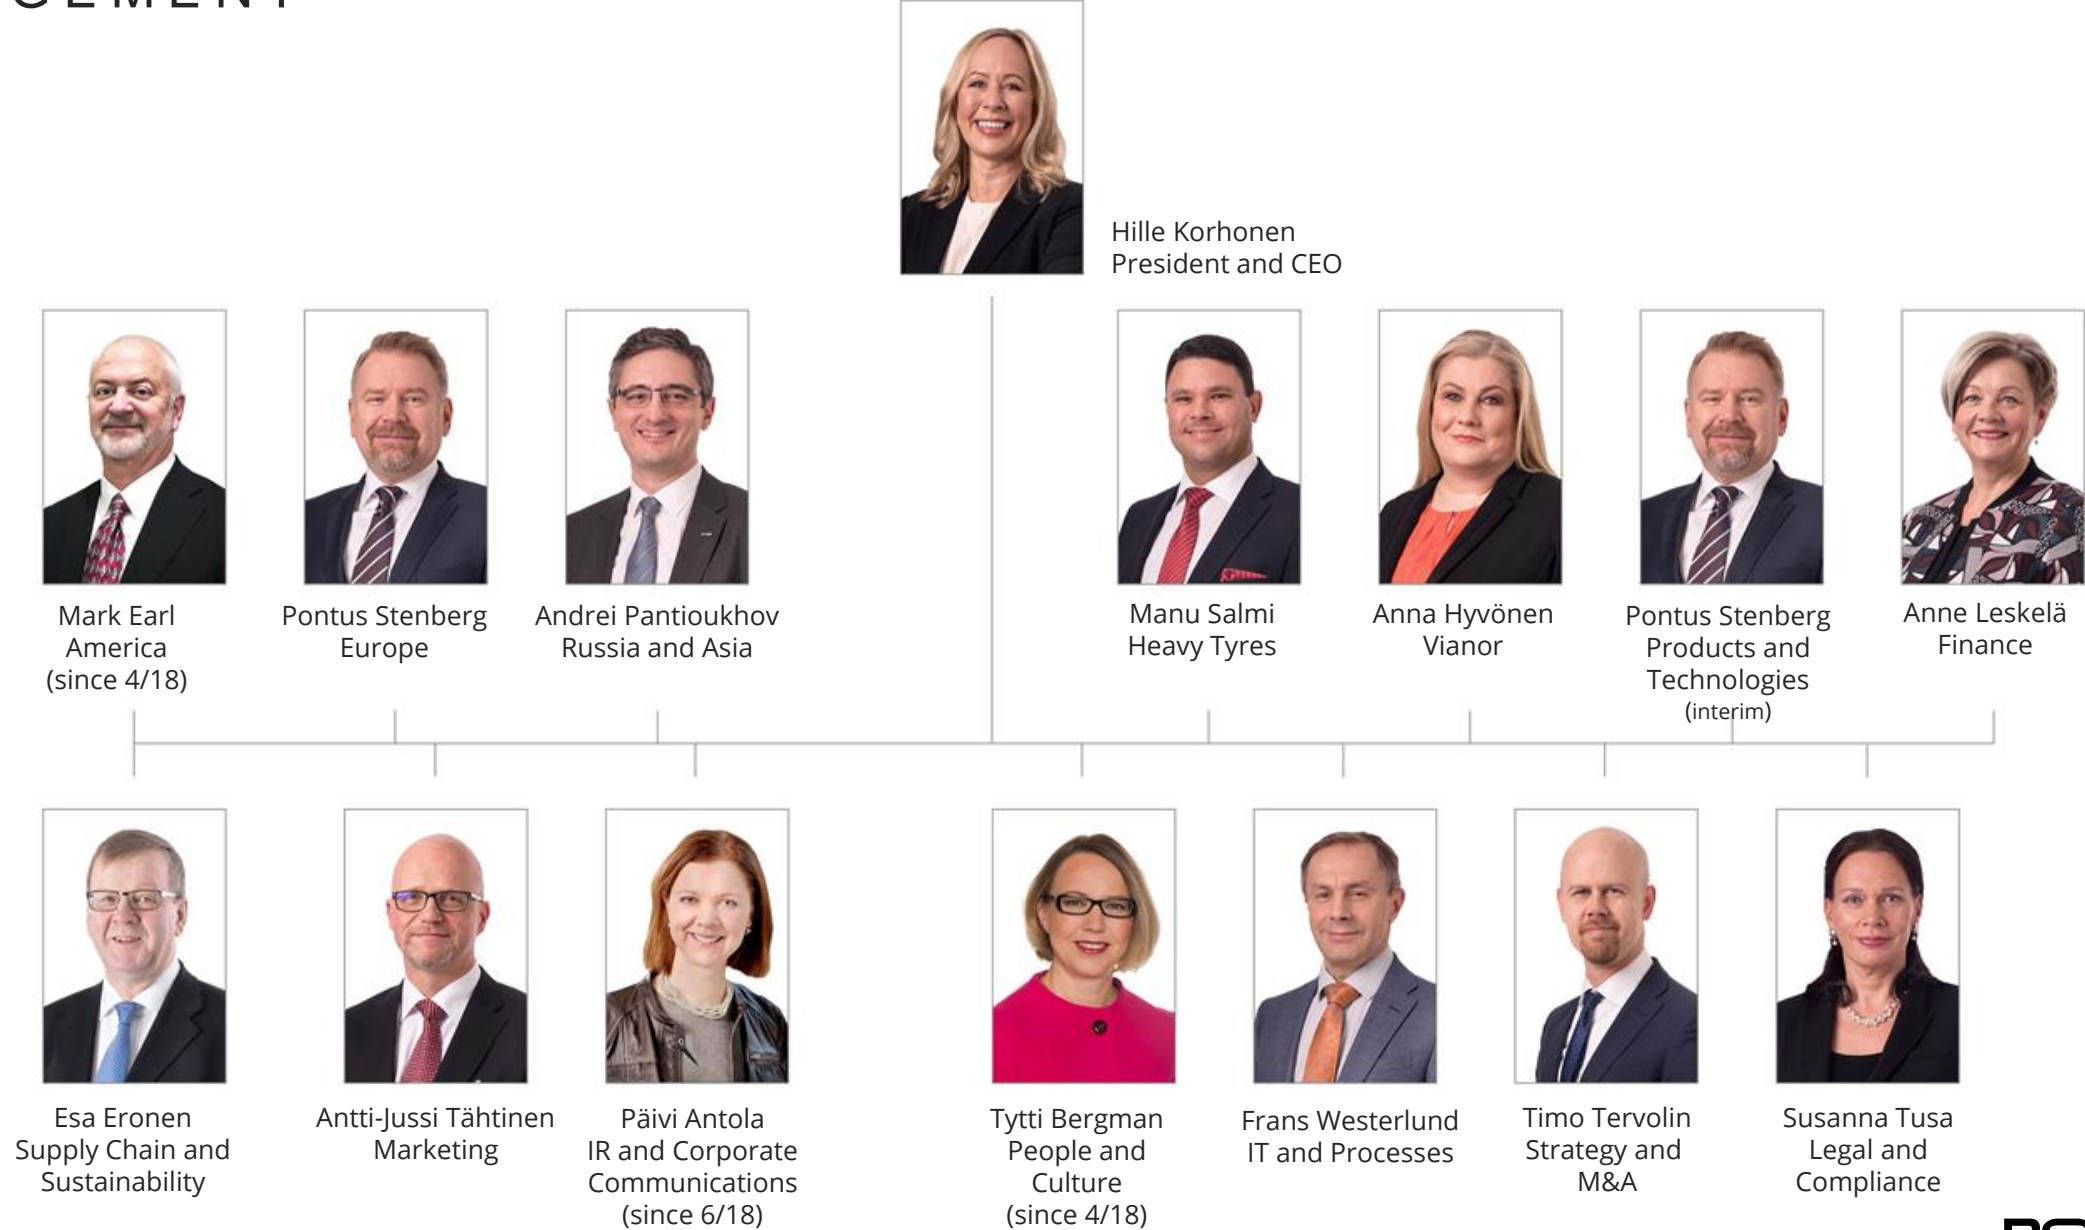 Hille Korhonen
President and CEO
Mark Earl
America
(since 4/18)
Pontus Stenberg
Europe
Andrei Pantioukhov
Russia and Asia
Manu Salmi
Heavy Tyres
Anna Hyvönen
Vianor
Pontus Stenberg
Products and
Technologies
(interim)
Anne Leskelä
Finance
Esa Eronen
Supply Chain and
Sustainability
Antti-Jussi Tähtinen
Marketing
Päivi Antola
IR and Corporate
Communications
(since 6/18)
Tytti Bergman
People and
Culture
(since 4/18)
Frans Westerlund
IT and Processes
Timo Tervolin
Strategy and
M&A
Susanna Tusa
Legal and
Compliance